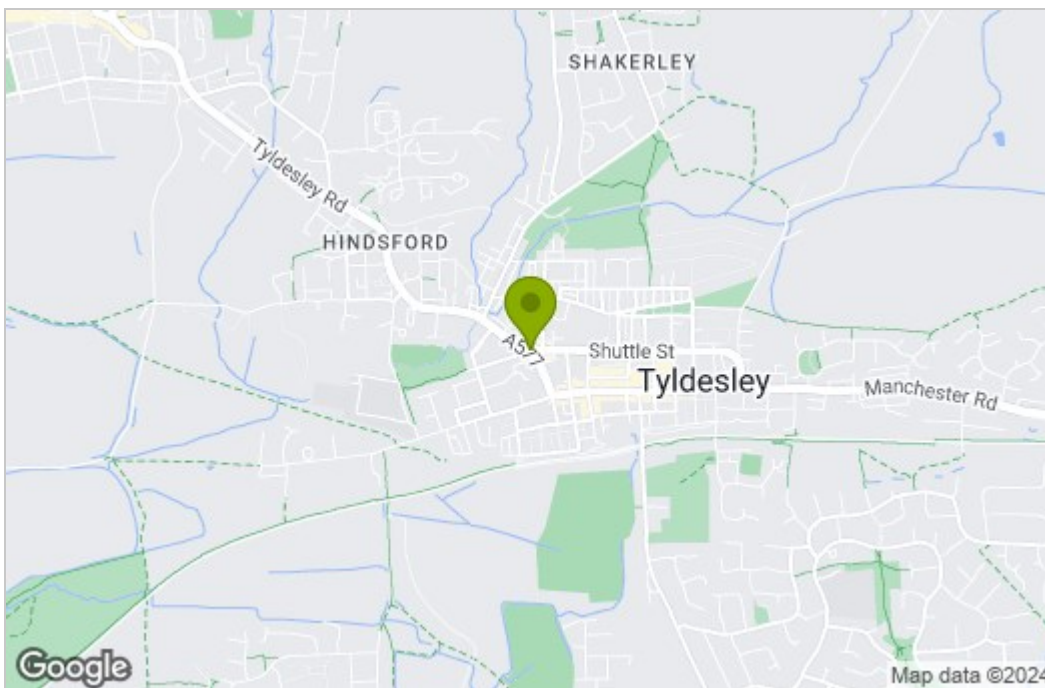 SHAKERLEY
Tyldesley Rd
HINDSFORD
A577
Shuttle St
Tyldesley
Manchester Rd
Google
Map data ©2024